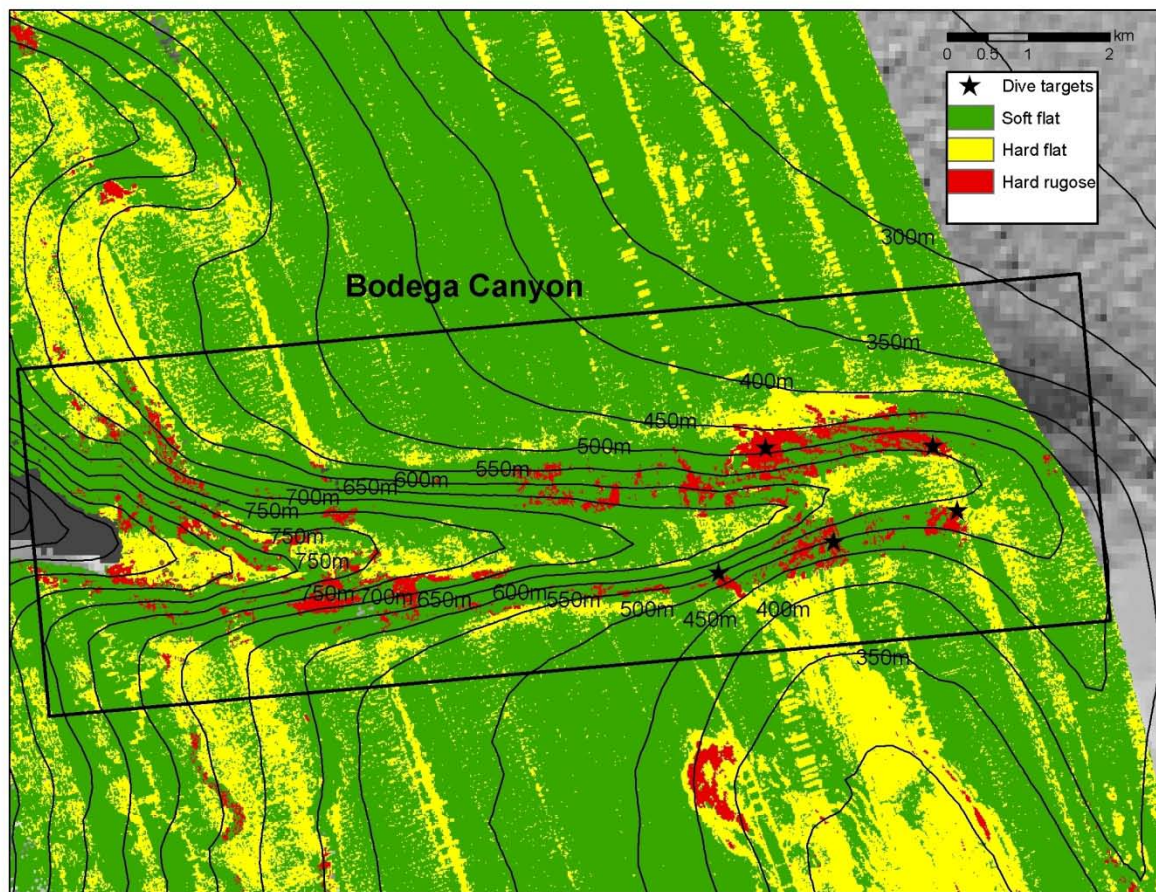 km
0 0.5 1 2
Dive targets
Soft flat
Hard flat
Hard rugose
300m
Bodega Canyon
350m
400m
450m
500m
550m
600m
650m
700m
750m
750m
750m
750m
700m
650m
600m
550m
500m
450m
400m
350m